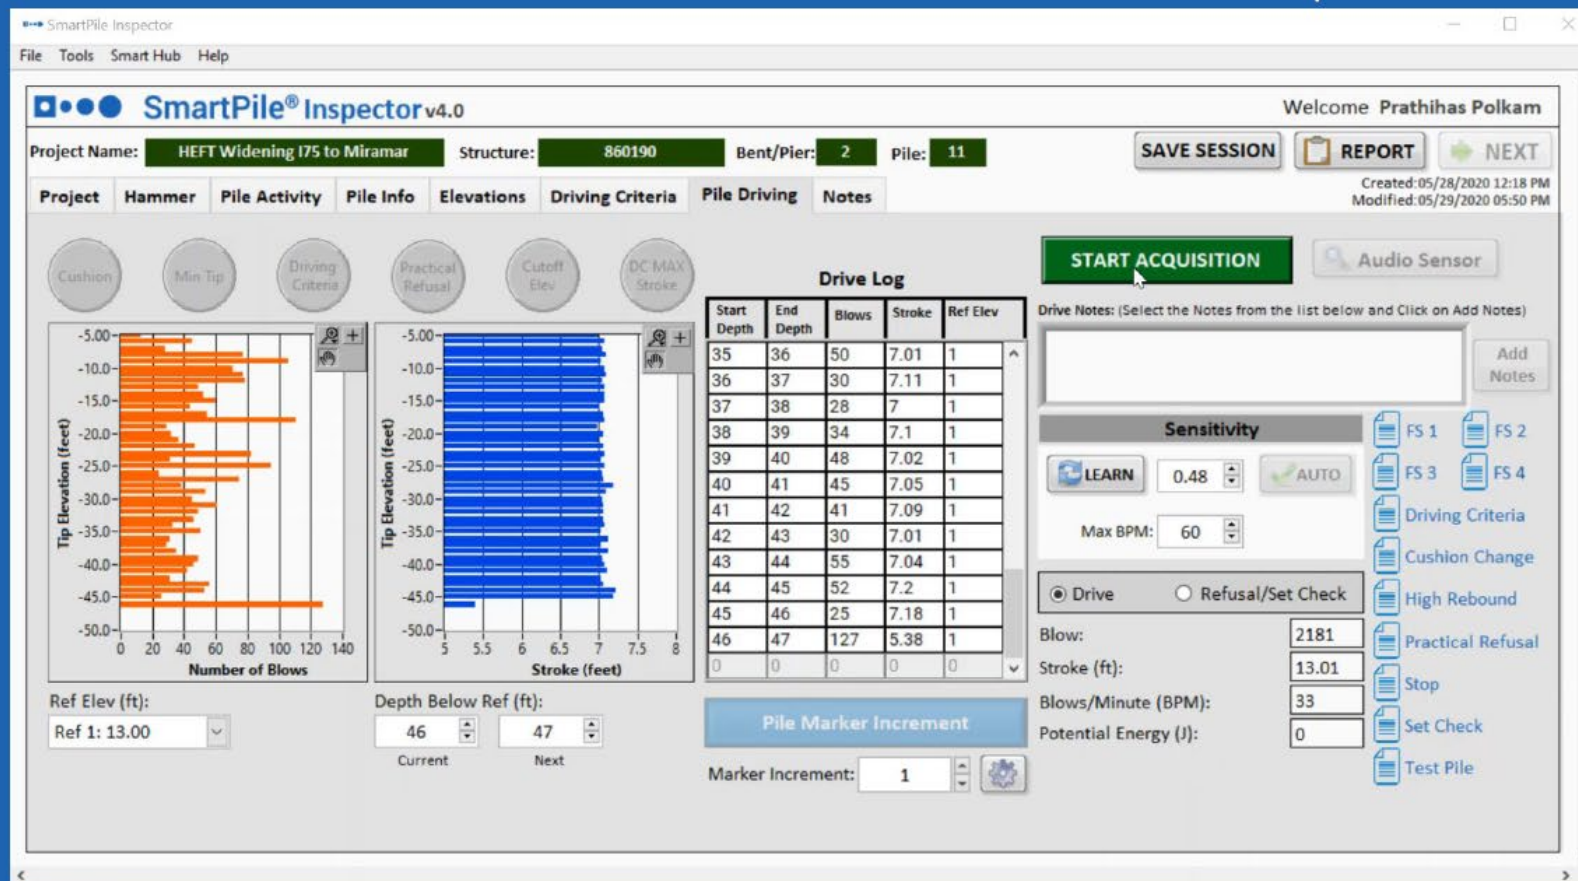 SmartPile Inspector
File Tools Smart Hub Help
SmartPile® Inspector v4.0
Welcome Prathihas Polkam
Project Name: HEFT Widening I75 to Miramar Structure: 860190 Bent/Pier: 2 Pile: 11
SAVE SESSION REPORT NEXT
Created:05/28/2020 12:18 PM
Modified:05/29/2020 05:50 PM
Project Hammer Pile Activity Pile Info Elevations Driving Criteria Pile Driving Notes
Cushion
Min Tip
Driving
Criteria
Practical
Refusal
Cutoff
Elev
DC MAX
Stroke
Tip Elevation (feet)
-5.00
-10.0
-15.0
-20.0
-25.0
-30.0
-35.0
-40.0
-45.0
-50.0
0 20 40 60 80 100 120 140
Number of Blows
Tip Elevation (feet)
-5.00
-10.0
-15.0
-20.0
-25.0
-30.0
-35.0
-40.0
-45.0
-50.0
5 5.5 6 6.5 7 7.5 8
Stroke (feet)
Ref Elev (ft):
Ref 1: 13.00
Depth Below Ref (ft):
46 47
Current Next
Drive Log
Start Depth End Depth Blows Stroke Ref Elev
35 36 50 7.01 1
36 37 30 7.11 1
37 38 28 7 1
38 39 34 7.1 1
39 40 48 7.02 1
40 41 45 7.05 1
41 42 41 7.09 1
42 43 30 7.01 1
43 44 55 7.04 1
44 45 52 7.2 1
45 46 25 7.18 1
46 47 127 5.38 1
0 0 0 0 0
Pile Marker Increment
Marker Increment: 1
START ACQUISITION
Audio Sensor
Drive Notes: (Select the Notes from the list below and Click on Add Notes)
Add
Notes
Sensitivity
LEARN 0.48 AUTO
Max BPM: 60
Drive Refusal/Set Check
Blow: 2181
Stroke (ft): 13.01
Blows/Minute (BPM): 33
Potential Energy (J): 0
FS 1 FS 2
FS 3 FS 4
Driving Criteria
Cushion Change
High Rebound
Practical Refusal
Stop
Set Check
Test Pile